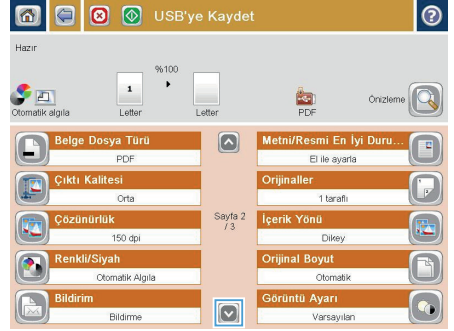 USB'ye Kaydet
Hazır
%100
1
Otomatik algıla
Letter
Letter
PDF
Önizleme
Belge Dosya Türü
PDF
Çıktı Kalitesi
Orta
Çözünürlük
150 dpi
Renkli/Siyah
Otomatik Algıla
Bildirim
Bildirme
Sayfa 2
/ 3
Metni/Resmi En İyi Duru...
El ile ayarla
Orijinaller
1 taraflı
İçerik Yönü
Dikey
Orijinal Boyut
Otomatik
Görüntü Ayarı
Varsayılan